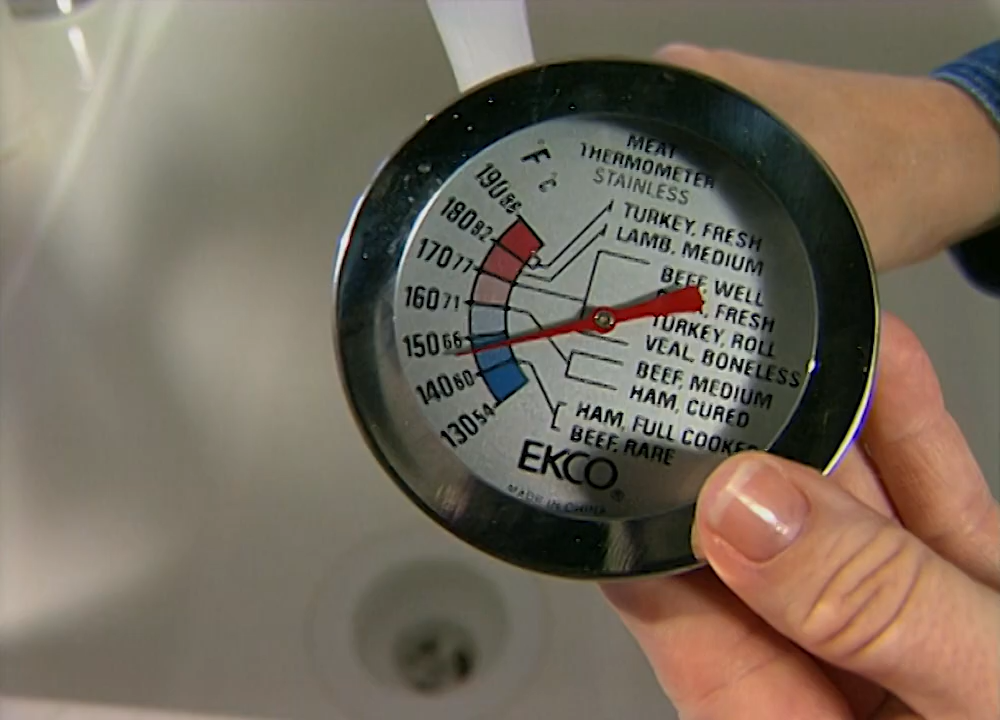 °F
°C
190 88
180 82
170 77
160 71
150 66
140 60
130 54
MEAT
THERMOMETER
STAINLESS
TURKEY, FRESH
LAMB, MEDIUM
BEEF, WELL
FRESH
TURKEY, ROLL
VEAL, BONELESS
BEEF, MEDIUM
HAM, CURED
HAM, FULL COOKED
BEEF, RARE
EKCO®
MADE IN CHINA